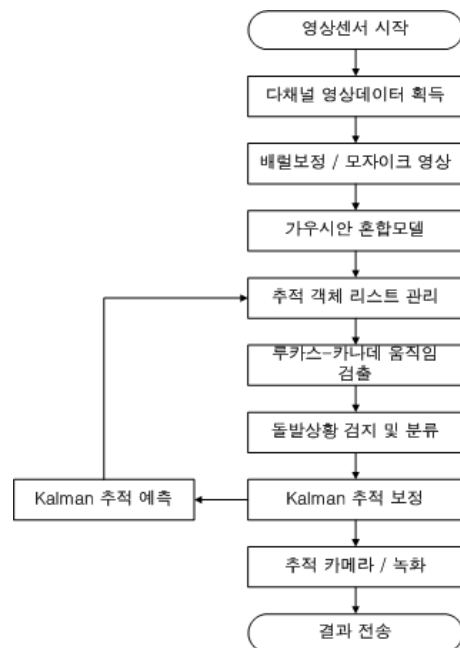 영상센서 시작
다채널 영상데이터 획득
배럴보정 / 모자이크 영상
가우시안 혼합모델
추적 객체 리스트 관리
루카스-카나데 움직임
검출
돌발상황 검지 및 분류
Kalman 추적 예측
Kalman 추적 보정
추적 카메라 / 녹화
결과 전송